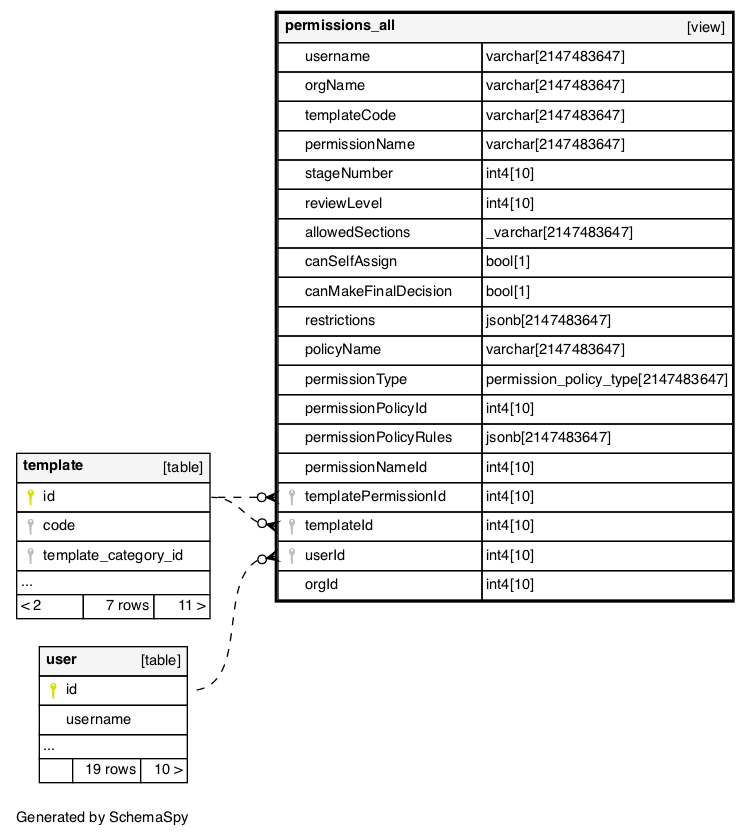 permissions_all [view]
username varchar[2147483647]
orgName varchar[2147483647]
templateCode varchar[2147483647]
permissionName varchar[2147483647]
stageNumber int4[10]
reviewLevel int4[10]
allowedSections _varchar[2147483647]
canSelfAssign bool[1]
canMakeFinalDecision bool[1]
restrictions jsonb[2147483647]
policyName varchar[2147483647]
permissionType permission_policy_type[2147483647]
permissionPolicyId int4[10]
permissionPolicyRules jsonb[2147483647]
permissionNameId int4[10]
templatePermissionId int4[10]
templateId int4[10]
userId int4[10]
orgId int4[10]
template [table]
id
code
template_category_id
...
< 2 7 rows 11 >
user [table]
id
username
...
19 rows 10 >
Generated by SchemaSpy